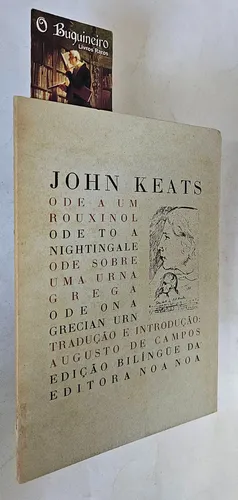 O Buquineiro
Livros Raros
JOHN KEATS
ODE A UM
ROUXINOL
ODE TO A
NIGHTINGALE
ODE SOBRE
UMA URNA
GREGA
ODE ON A
GRECIAN URN
TRADUÇÃO E INTRODUÇÃO:
AUGUSTO DE CAMPOS
EDIÇÃO BILÍNGÜE DA
EDITORA NOA NOA